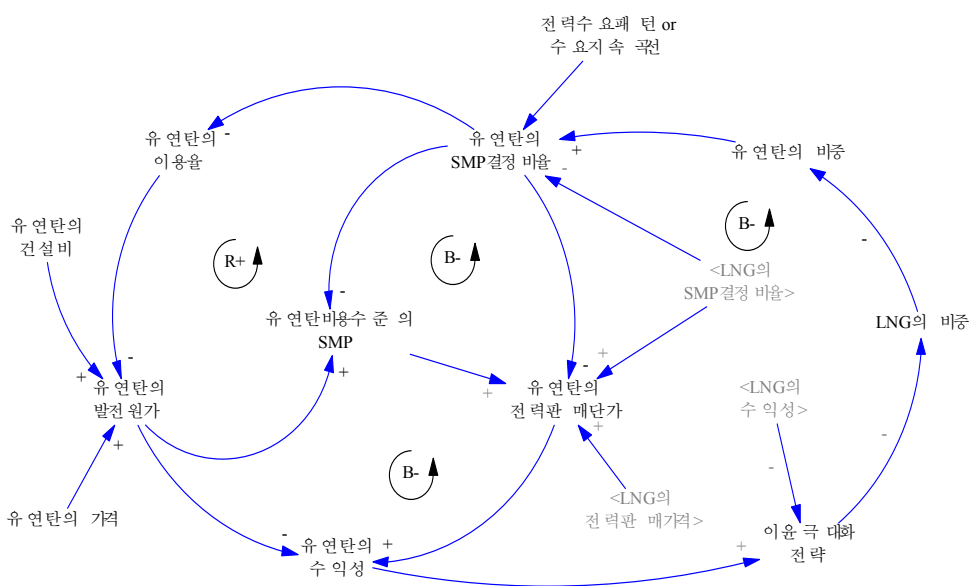 전력수요패턴 or
수요지속 곡선
유연탄의
이용율
-
유연탄의
SMP결정 비율
+
-
유연탄의 비중
유연탄의
건설비
R+
B-
B-
<LNG의
SMP결정 비율>
-
-
유연탄비용수준의
SMP
+
LNG의 비중
-
+
유연탄의
발전원가
+
+
-
+
유연탄의
전력판매단가
+
+
<LNG의
수익성>
-
B-
-
유연탄의 가격
<LNG의
전력판매가격>
-
유연탄의
수익성
+
+
이윤극대화
전략